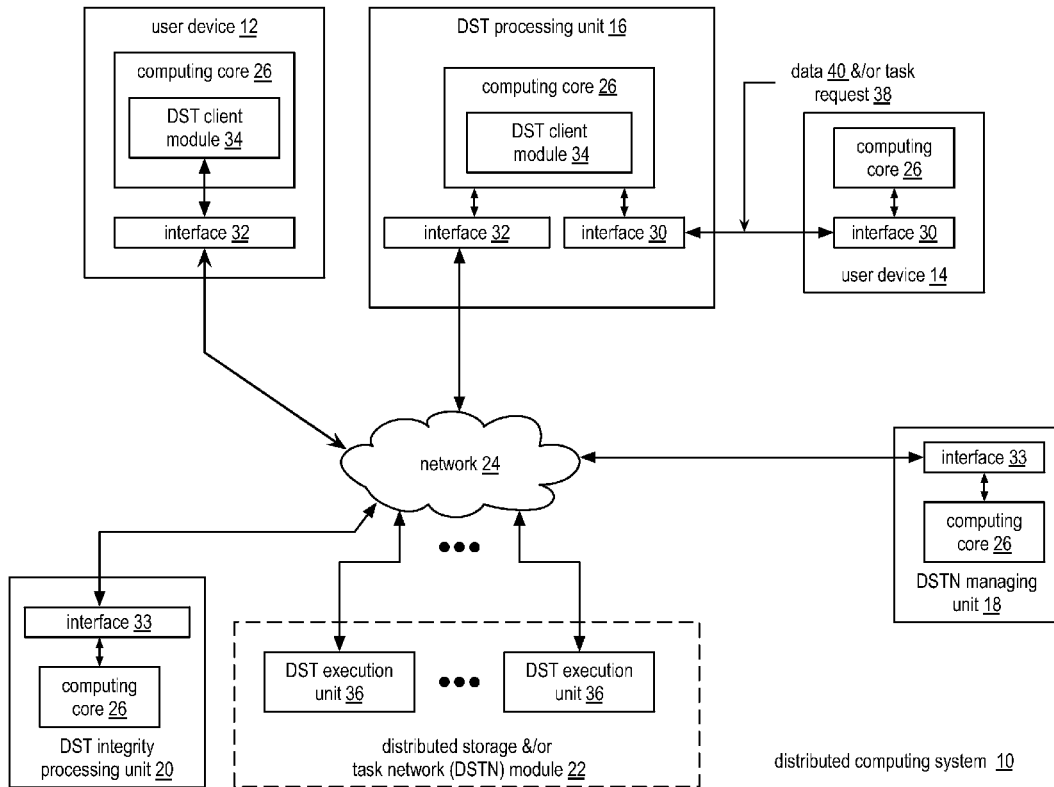 user device 12
computing core 26
DST client
module 34
interface 32
DST processing unit 16
computing core 26
DST client
module 34
interface 32
interface 30
data 40 &/or task
request 38
computing
core 26
interface 30
user device 14
network 24
interface 33
computing
core 26
DSTN managing
unit 18
interface 33
computing
core 26
DST integrity
processing unit 20
DST execution
unit 36
DST execution
unit 36
distributed storage &/or
task network (DSTN) module 22
distributed computing system 10